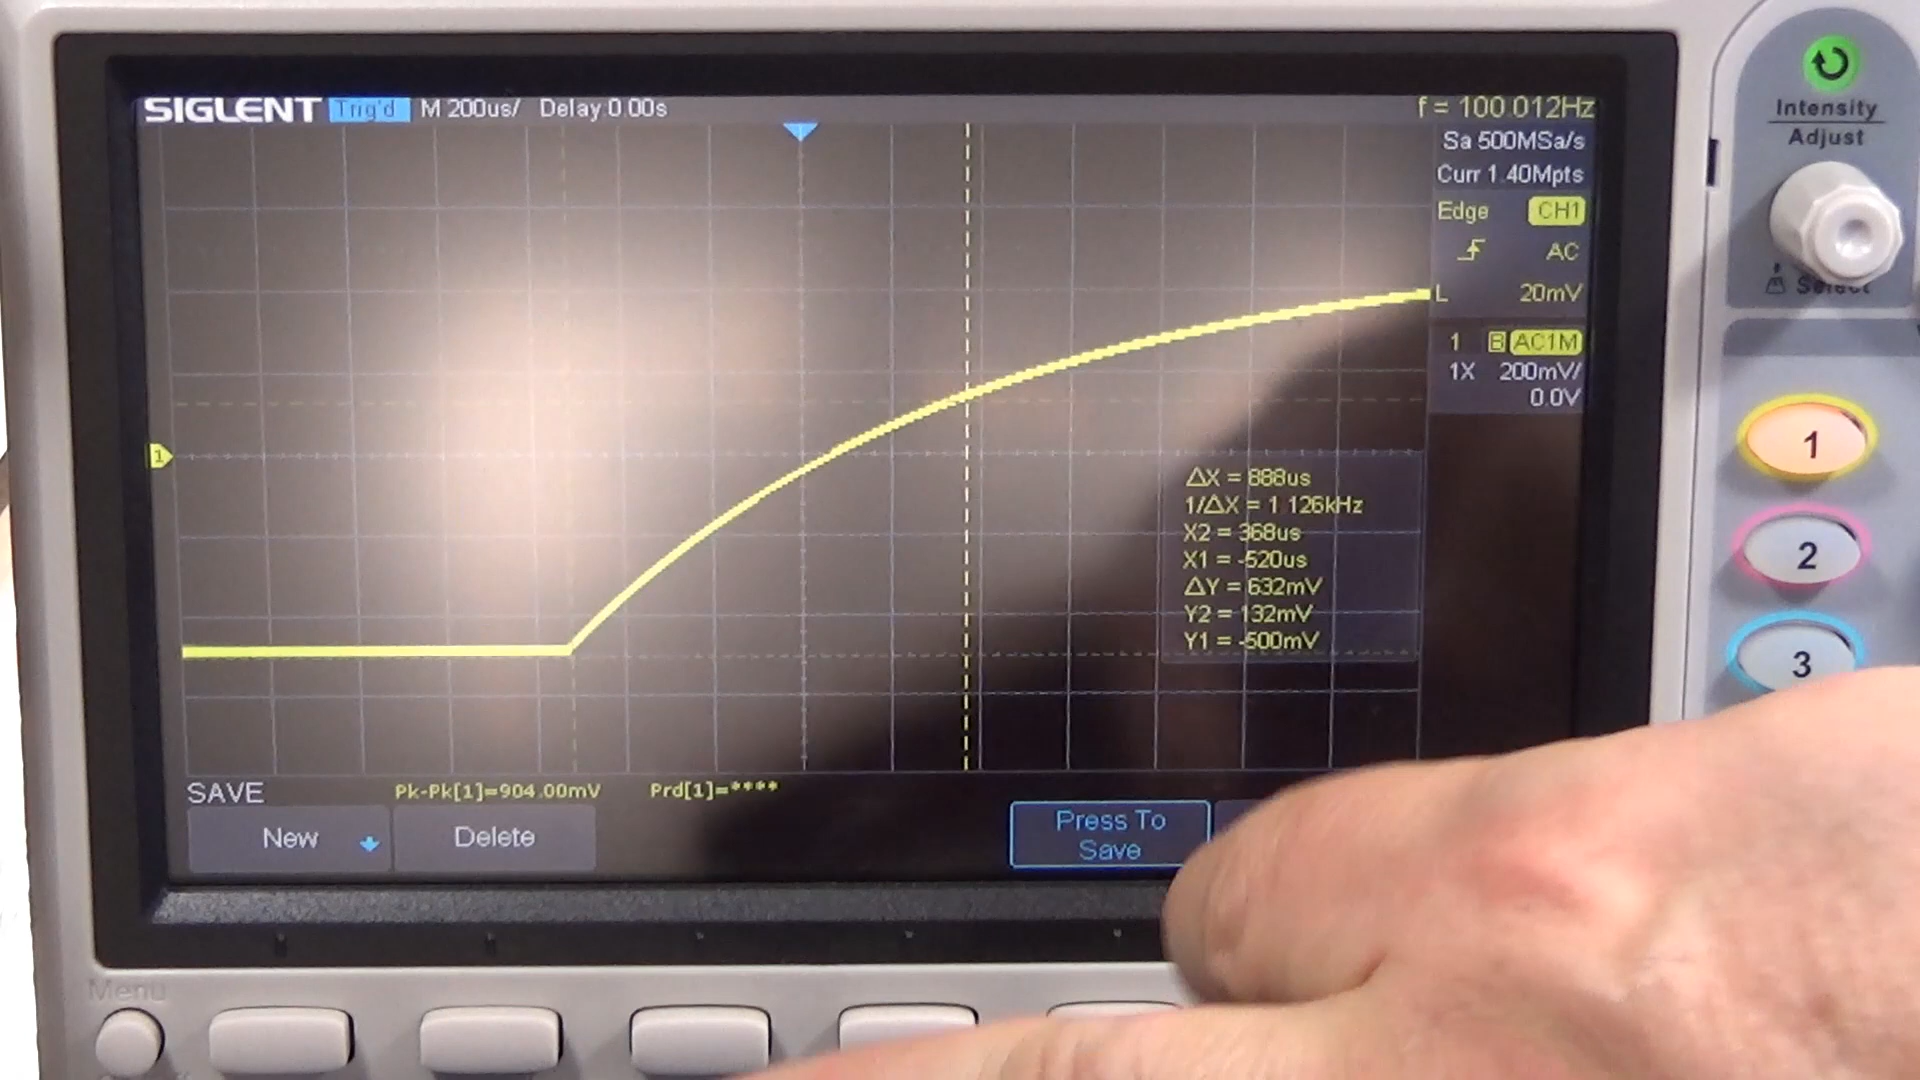 SIGLENT Trig'd M 200us/ Delay:0.00s f = 100.012Hz
Sa 500MSa/s
Curr 1.40Mpts
Edge CH1
AC
L 20mV
1 B AC1M
1X 200mV/
0.0V
1
ΔX = 888us
1/ΔX = 1.126kHz
X2 = 368us
X1 = -520us
ΔY = 632mV
Y2 = 132mV
Y1 = -500mV
SAVE Pk-Pk[1]=904.00mV Prd[1]=****
New Delete Press To
Save
Intensity
Adjust
Select
1
2
3
Menu